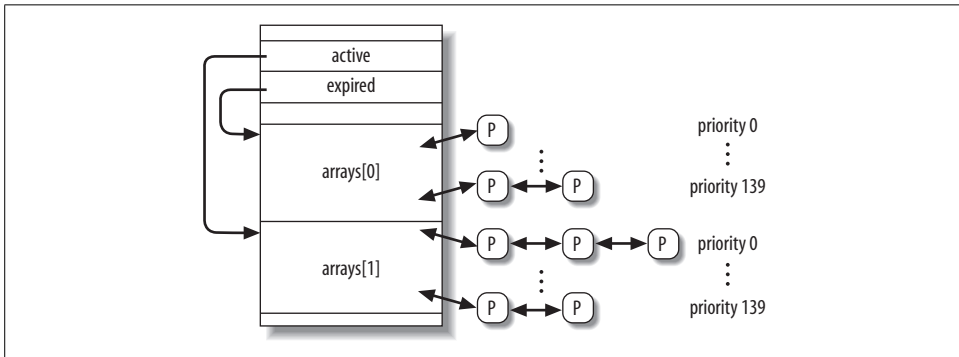 active
expired
P
priority 0
arrays[0]
P P
priority 139
P P P
priority 0
arrays[1]
P P
priority 139